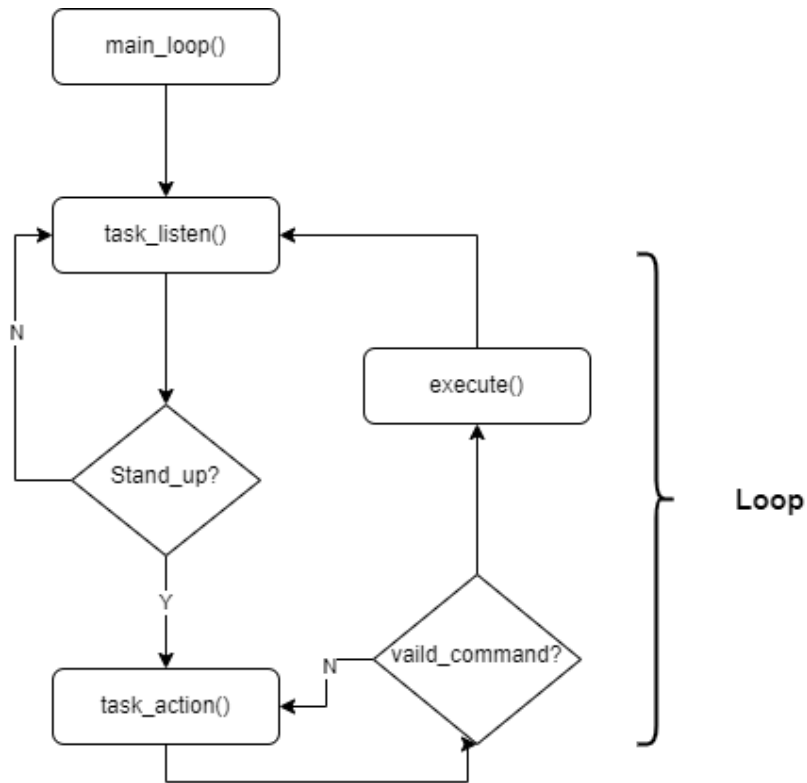 main_loop()
task_listen()
N
execute()
Stand_up?
Loop
Y
vaild_command?
N
task_action()